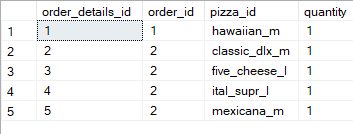 order_details_id order_id pizza_id quantity
1 1 1 hawaiian_m 1
2 2 2 classic_dlx_m 1
3 3 2 five_cheese_l 1
4 4 2 ital_supr_l 1
5 5 2 mexicana_m 1